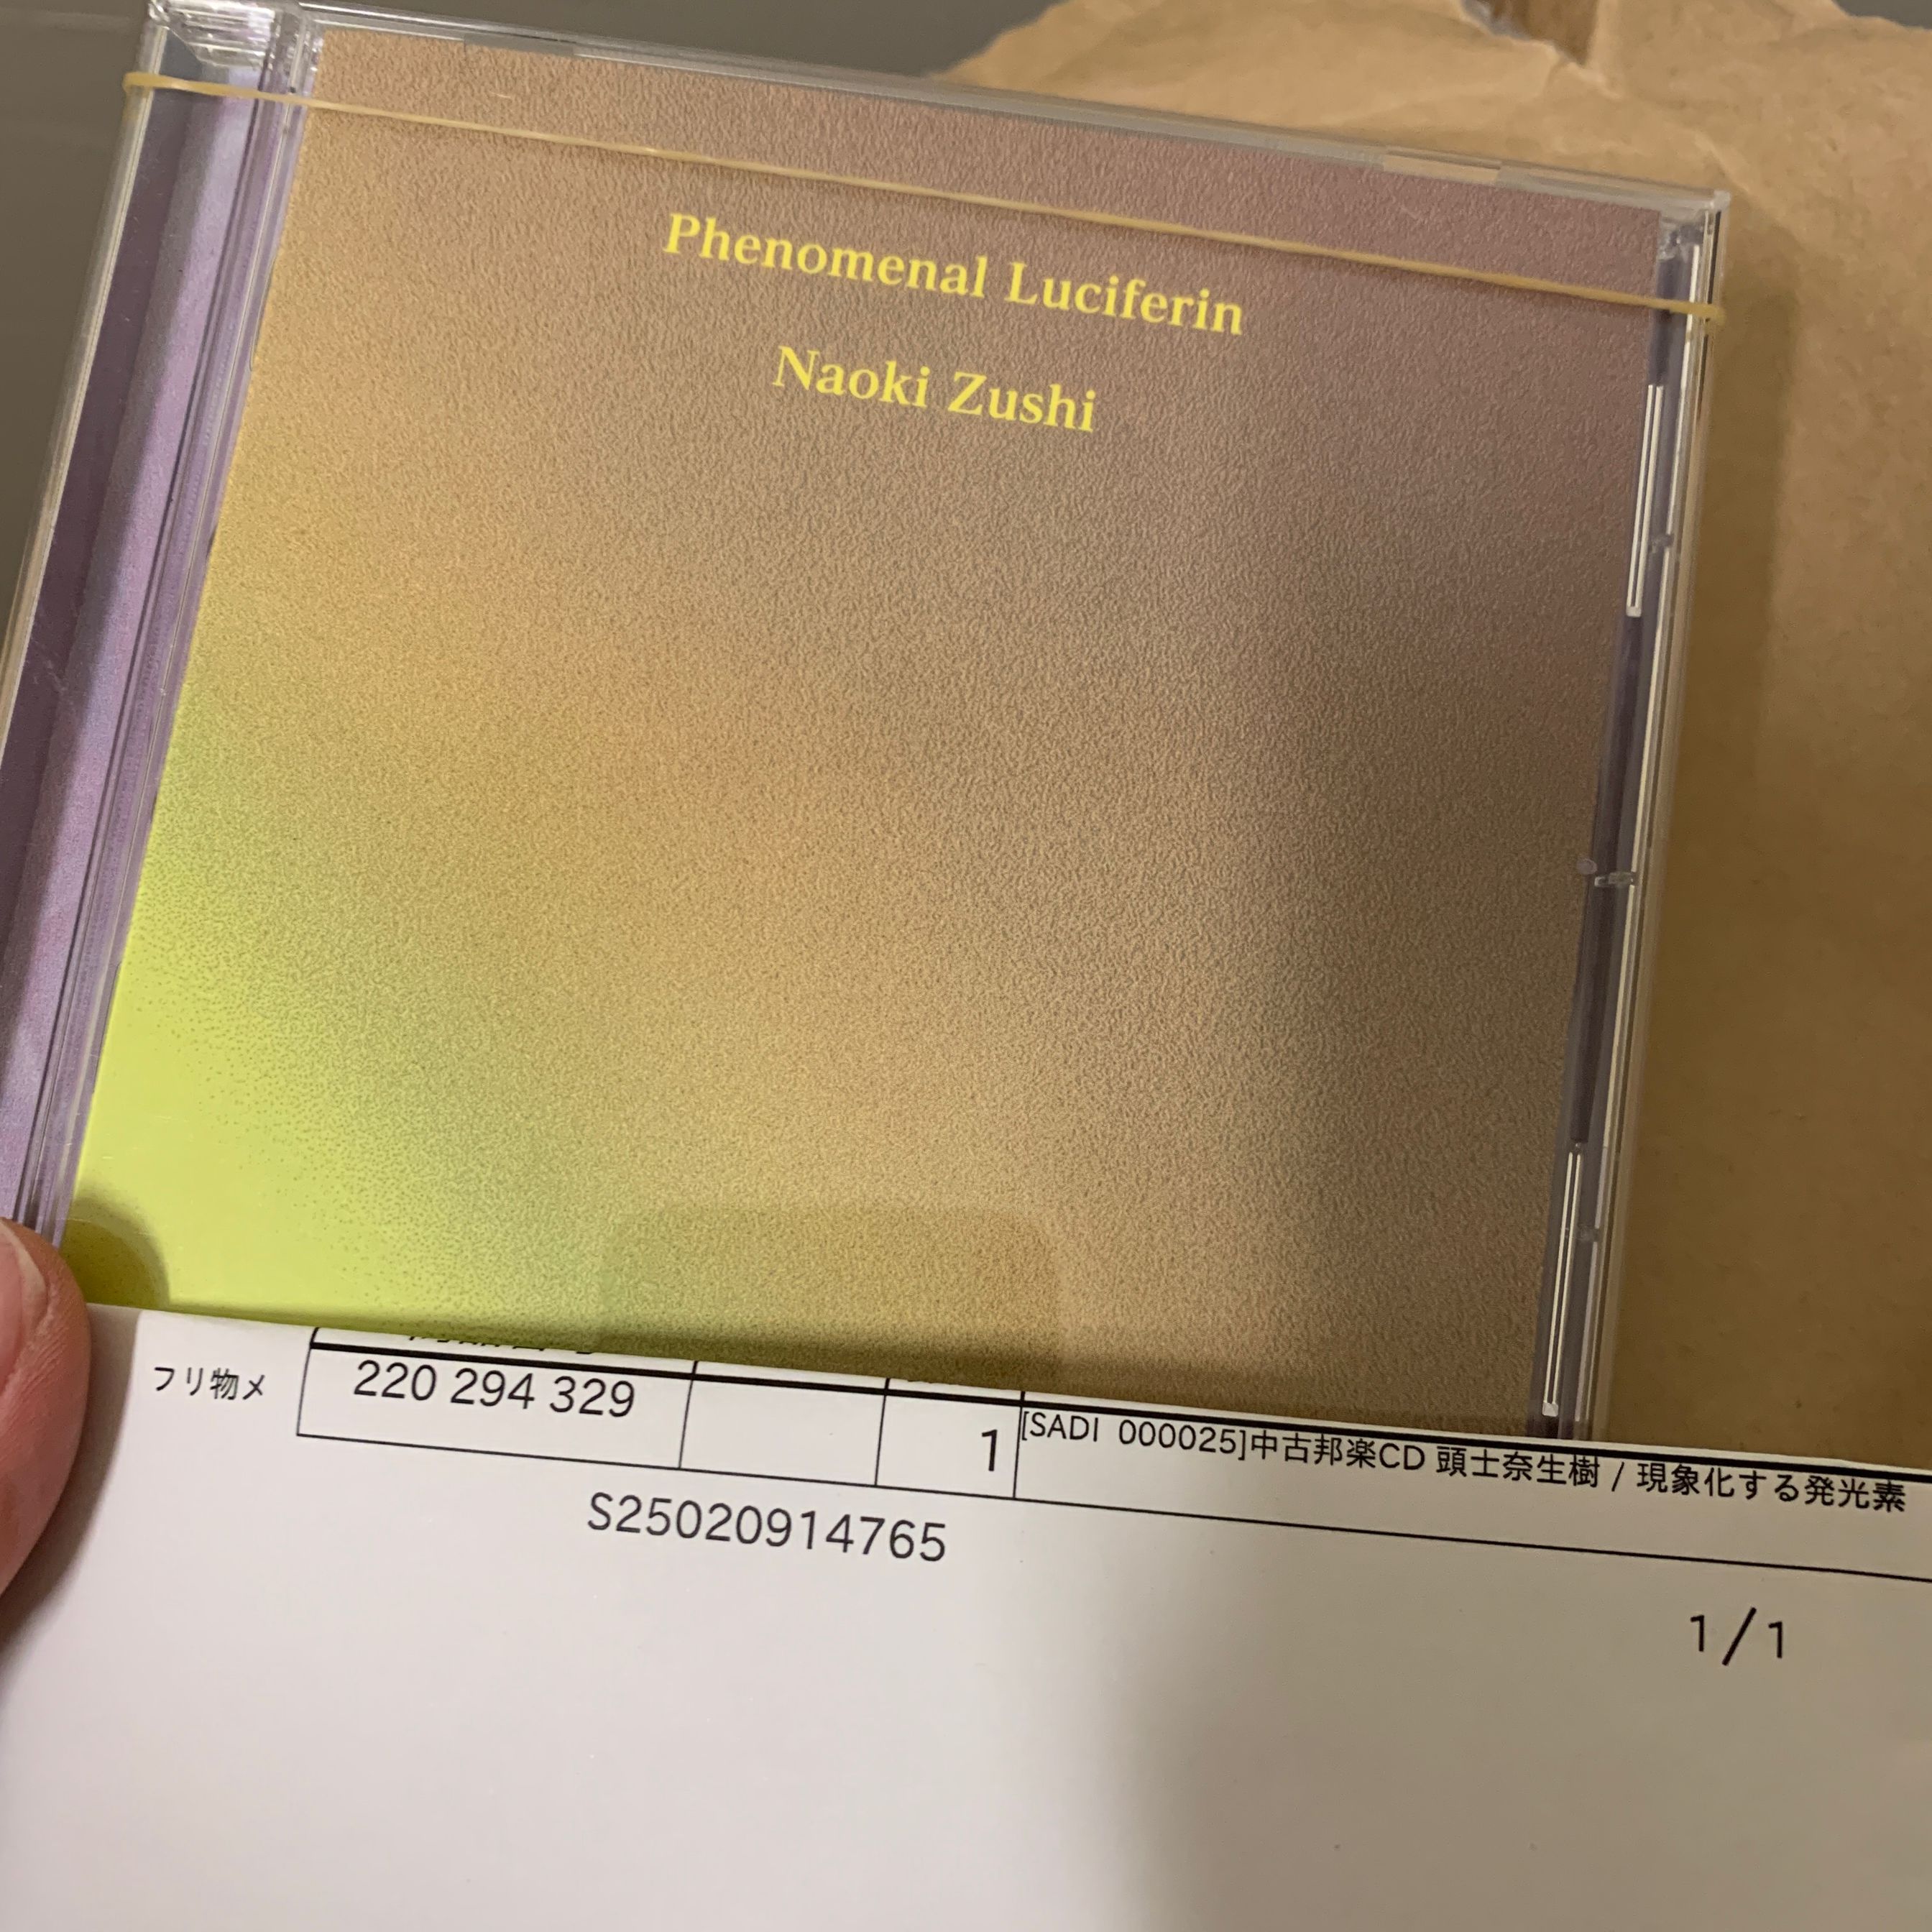 Phenomenal Luciferin
Naoki Zushi
フリ物メ
220 294 329
1
[SADI 000025]中古邦楽CD 頭士奈生樹 / 現象化する発光素
S25020914765
1/1